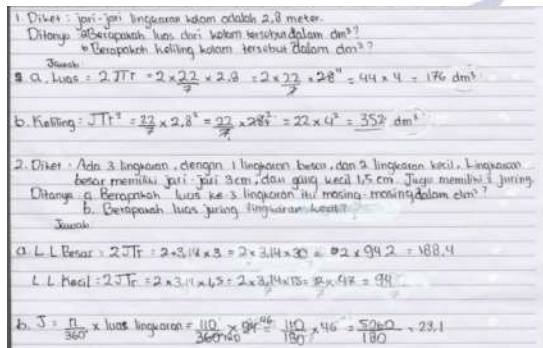 1. Diket : jari-jari lingkaran kolam adalah 2,8 meter.
Ditanya : a Berapakah luas dari kolam tersebut dalam dm³ ?
b Berapakah keliling kolam tersebut dalam dm³ ?
Jawab
a. Luas = 2πr = 2 × 22/7 × 2,8 = 2 × 22/7 × 28⁴ = 44 × 4 = 176 dm³
b. Keliling = πr² = 22/7 × 2,8² = 22/7 × 28² = 22 × 4² = 352 dm³
2. Diket : Ada 3 lingkaran, dengan 1 lingkaran besar, dan 2 lingkaran kecil. Lingkaran
besar memiliki jari-jari 3cm, dan yang kecil 1,5 cm. Juga memiliki juring
Ditanya : a Berapakah luas ke 3 lingkaran itu masing-masing dalam dm³ ?
b. Berapakah luas juring lingkaran kecil ?
Jawab
a. L L Besar : 2πr = 2 × 3,14 × 3 = 2 × 3,14 × 30 = 2 × 94 2 = 188,4
L L Kecil : 2πr = 2 × 3,14 × 1,5 = 2 × 3,14 × 15 = 2 × 47 = 94
b. J = n/360 × luas lingkaran = 110/360 × 94 = 110/180 × 46 = 5260/180 = 29,1